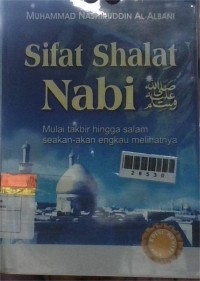 MUHAMMAD NASHIRUDDIN AL-ALBANI
Sifat Shalat
Nabi ﷺ
Mulai takbir hingga salam
seakan-akan engkau melihatnya
28530